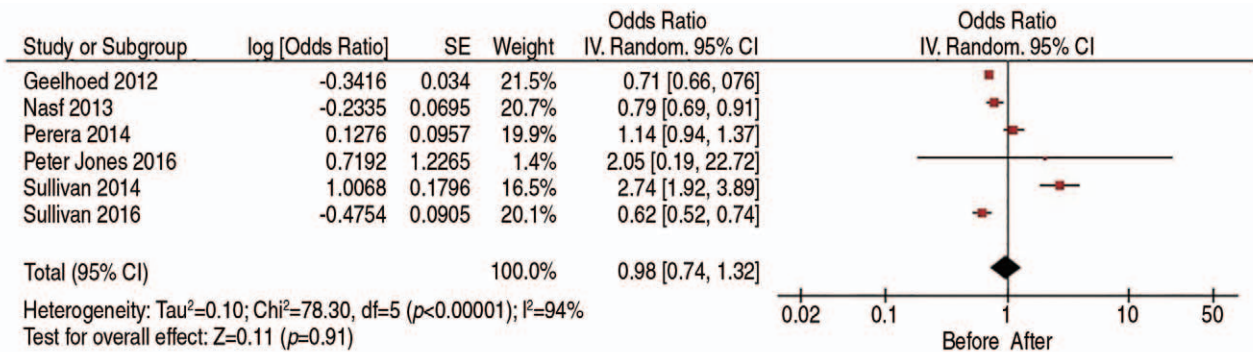 Odds Ratio Odds Ratio
Study or Subgroup log [Odds Ratio] SE Weight IV. Random. 95% CI IV. Random. 95% CI
Geelhoed 2012 -0.3416 0.034 21.5% 0.71 [0.66, 076]
Nasf 2013 -0.2335 0.0695 20.7% 0.79 [0.69, 0.91]
Perera 2014 0.1276 0.0957 19.9% 1.14 [0.94, 1.37]
Peter Jones 2016 0.7192 1.2265 1.4% 2.05 [0.19, 22.72]
Sullivan 2014 1.0068 0.1796 16.5% 2.74 [1.92, 3.89]
Sullivan 2016 -0.4754 0.0905 20.1% 0.62 [0.52, 0.74]
Total (95% CI) 100.0% 0.98 [0.74, 1.32]
Heterogeneity: Tau²=0.10; Chi²=78.30, df=5 (p<0.00001); I²=94%
Test for overall effect: Z=0.11 (p=0.91)
0.02 0.1 1 10 50
Before After